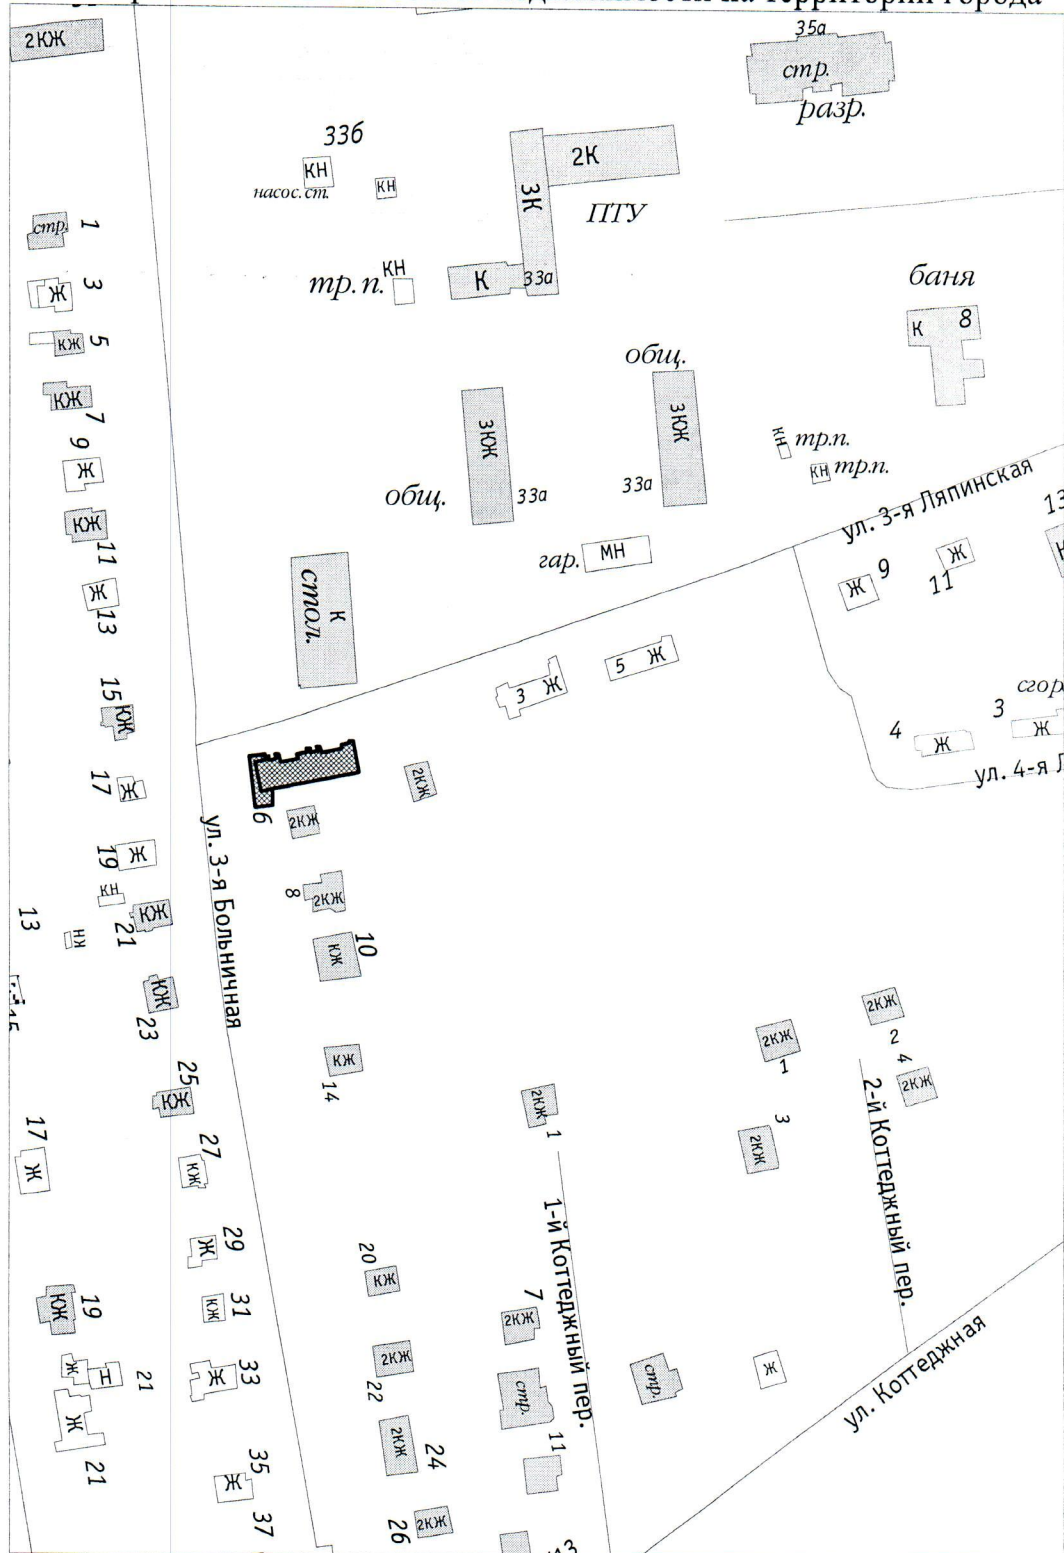 на территории города
2КЖ
35а
стр.
разр.
33б
КН
насос.ст.
КН
2К
3К
ПТУ
стр.
1
тр.п.
КН
К
33а
баня
К
8
Ж
3
КЖ
5
общ.
КЖ
7
3КЖ
3КЖ
9
Ж
КН
тр.п.
КН
тр.п.
общ.
33а
33а
ул. 3-я Ляпинская
13
КЖ
11
гар.
МН
Ж
9
Ж
11
Ж
13
стол.
К
5
Ж
3
Ж
15
КЖ
3
4
Ж
Ж
ул. 4-я
17
Ж
2КЖ
6
2КЖ
ул. 3-я Больничная
19
Ж
КН
8
2КЖ
13
КН
21
КЖ
10
КЖ
23
КЖ
2КЖ
2
2КЖ
1
4
2КЖ
14
КЖ
25
КЖ
2КЖ
1
3
2КЖ
2-й Коттеджный пер.
17
Ж
27
КЖ
1-й Коттеджный пер.
29
Ж
20
КЖ
19
КЖ
31
КЖ
7
2КЖ
ул. Коттеджная
Ж
Н
21
33
Ж
2КЖ
22
стр.
стр.
Ж
Ж
21
11
24
2КЖ
35
Ж
37
26
2КЖ
13